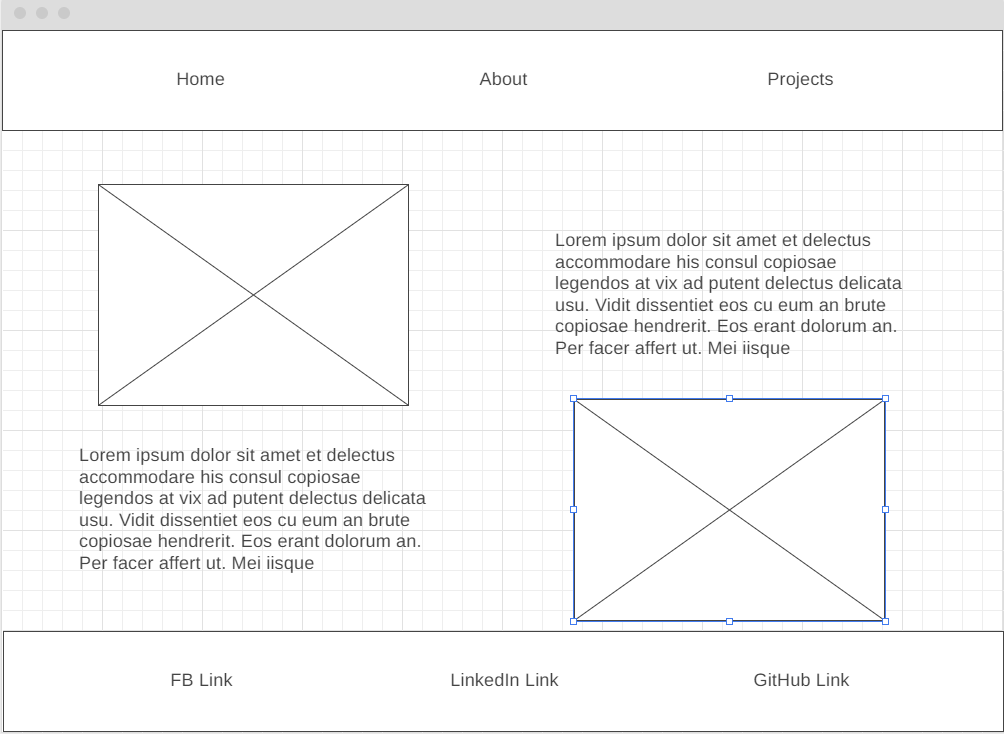 Home
About
Projects
Lorem ipsum dolor sit amet et delectus
accommodare his consul copiosae
legendos at vix ad putent delectus delicata
usu. Vidit dissentiet eos cu eum an brute
copiosae hendrerit. Eos erant dolorum an.
Per facer affert ut. Mei iisque
Lorem ipsum dolor sit amet et delectus
accommodare his consul copiosae
legendos at vix ad putent delectus delicata
usu. Vidit dissentiet eos cu eum an brute
copiosae hendrerit. Eos erant dolorum an.
Per facer affert ut. Mei iisque
FB Link
LinkedIn Link
GitHub Link